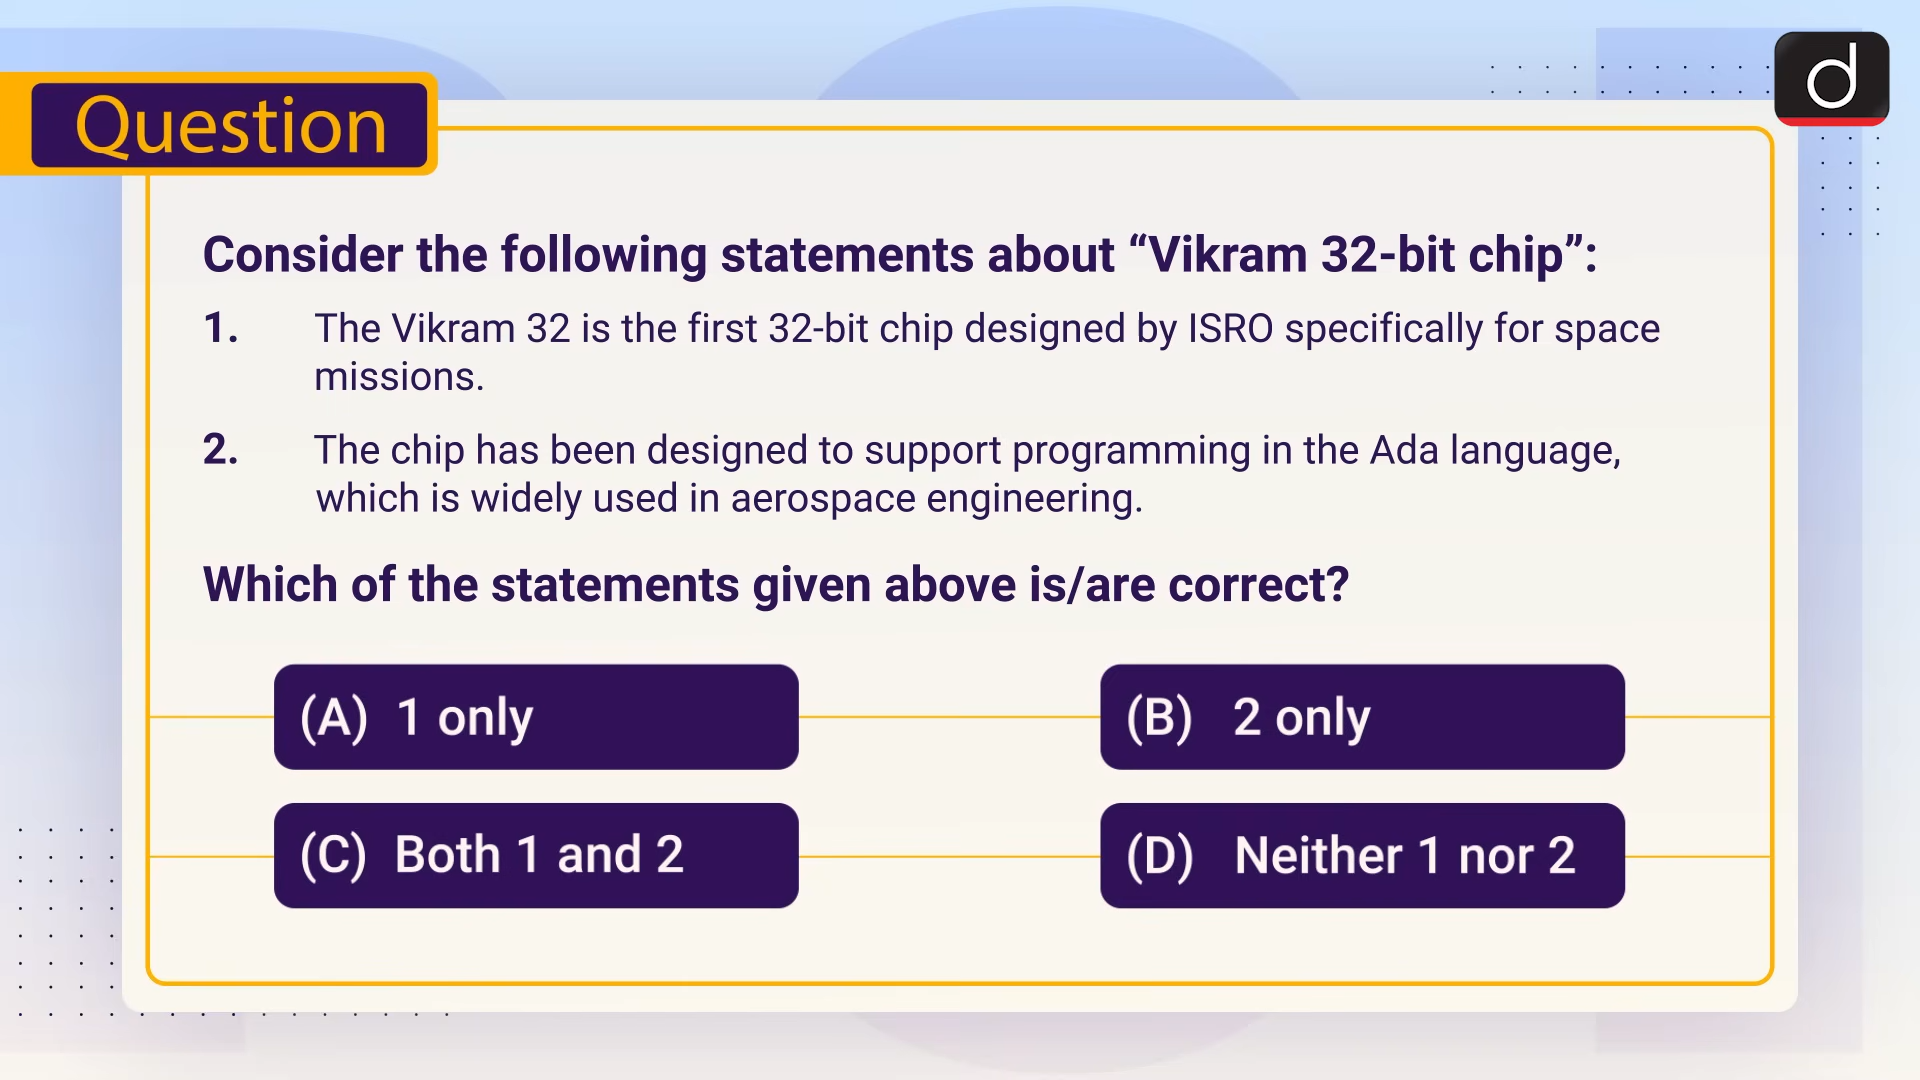 Question
Consider the following statements about “Vikram 32-bit chip”:
1. The Vikram 32 is the first 32-bit chip designed by ISRO specifically for space
missions.
2. The chip has been designed to support programming in the Ada language,
which is widely used in aerospace engineering.
Which of the statements given above is/are correct?
(A) 1 only
(B) 2 only
(C) Both 1 and 2
(D) Neither 1 nor 2
d